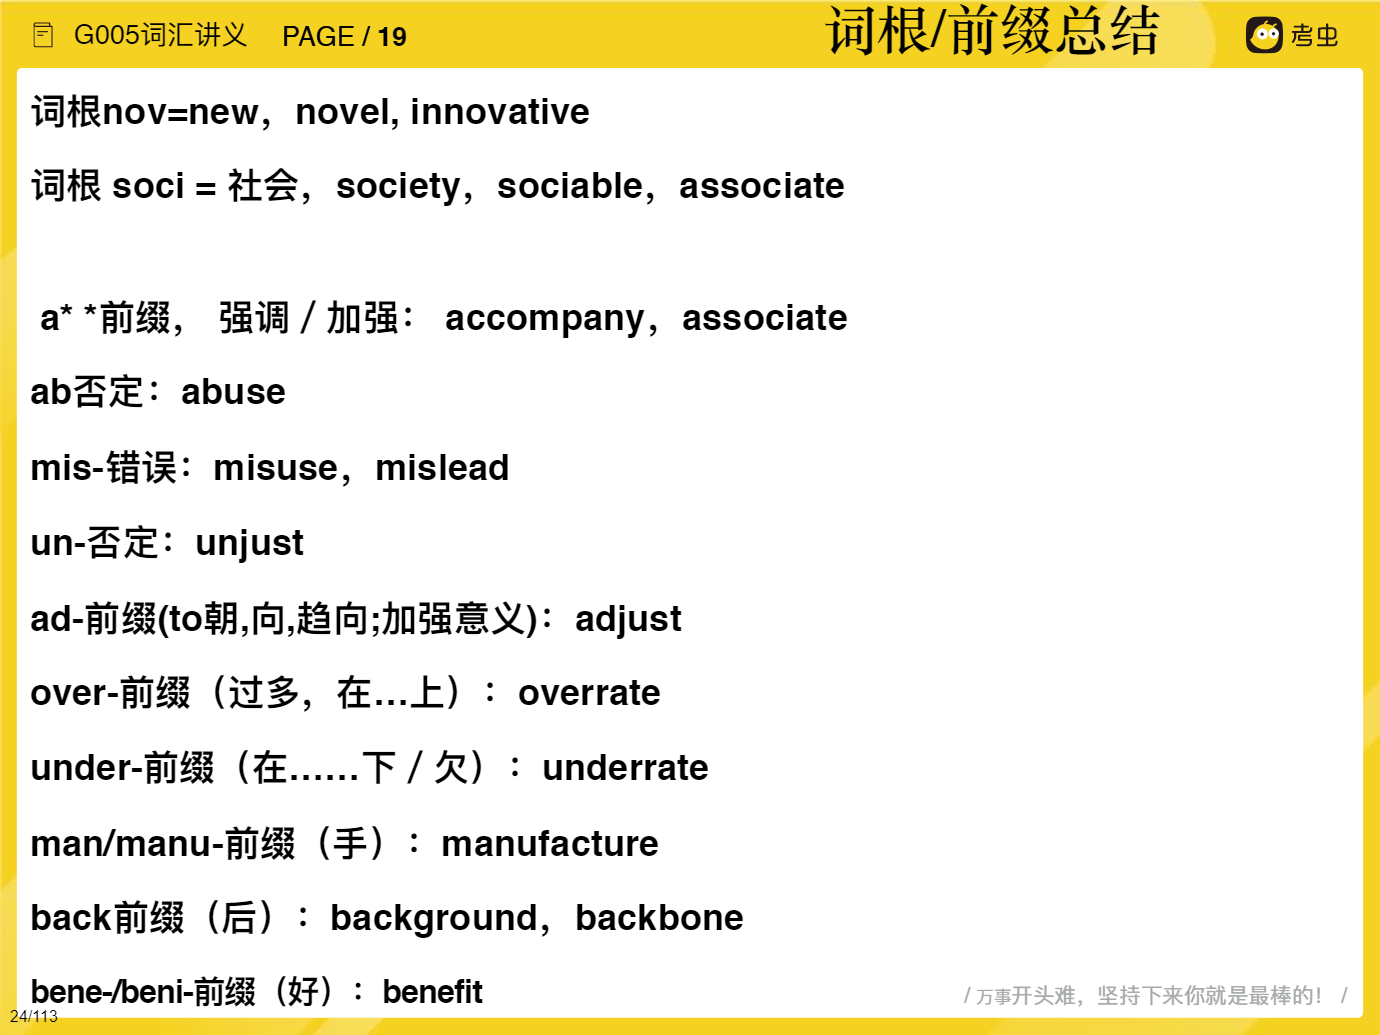 G005词汇讲义 PAGE / 19 词根/前缀总结 考虫
词根nov=new，novel, innovative
词根 soci = 社会，society，sociable，associate
a* *前缀， 强调 / 加强： accompany，associate
ab否定：abuse
mis-错误：misuse，mislead
un-否定：unjust
ad-前缀(to朝,向,趋向;加强意义)：adjust
over-前缀（过多，在...上）：overrate
under-前缀（在......下 / 欠）：underrate
man/manu-前缀（手）：manufacture
back前缀（后）：background，backbone
bene-/beni-前缀（好）：benefit
/ 万事开头难，坚持下来你就是最棒的！ /
24/113